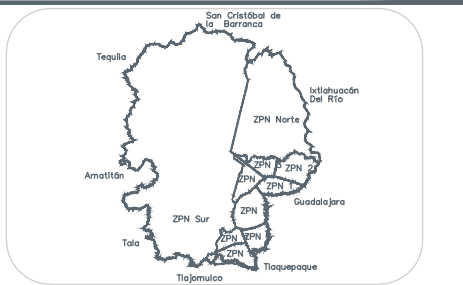 San Cristóbal de
la Barranca
Tequila
Ixtlahuacán
Del Río
ZPN Norte
ZPN
ZPN 2
Amatitán
ZPN
ZPN 1
Guadalajara
ZPN
ZPN Sur
ZPN
ZPN
Tala
ZPN
Tlaquepaque
Tlajomulco